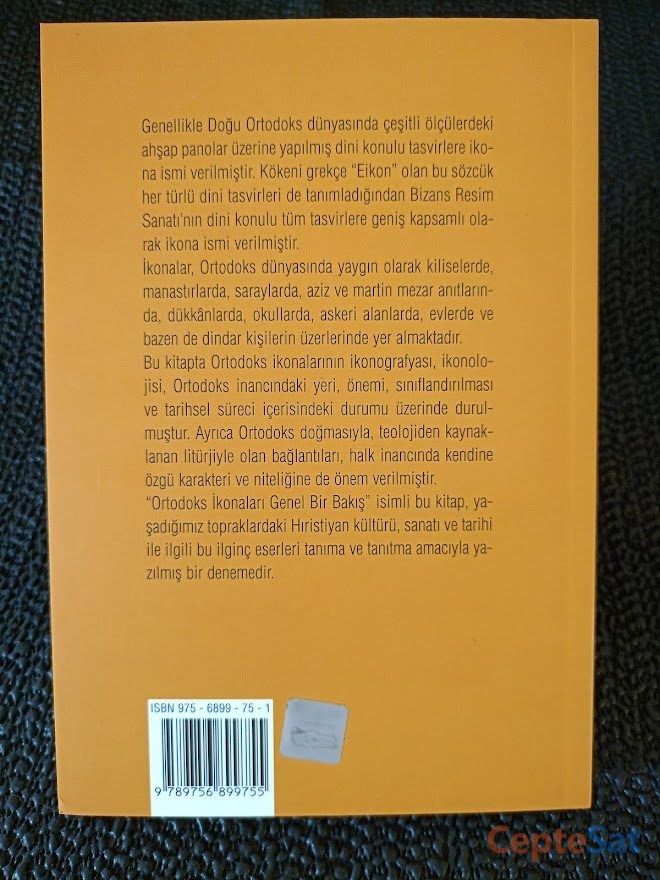 Genellikle Doğu Ortodoks dünyasında çeşitli ölçülerdeki
ahşap panolar üzerine yapılmış dini konulu tasvirlere iko-
na ismi verilmiştir. Kökeni grekçe “Eikon” olan bu sözcük
her türlü dini tasvirleri de tanımladığından Bizans Resim
Sanatı’nın dini konulu tüm tasvirlere geniş kapsamlı ola-
rak ikona ismi verilmiştir.
İkonalar, Ortodoks dünyasında yaygın olarak kiliselerde,
manastırlarda, saraylarda, aziz ve martin mezar anıtların-
da, dükkânlarda, okullarda, askeri alanlarda, evlerde ve
bazen de dindar kişilerin üzerlerinde yer almaktadır.
Bu kitapta Ortodoks ikonalarının ikonografyası, ikonolo-
jisi, Ortodoks inancındaki yeri, önemi, sınıflandırılması
ve tarihsel süreci içerisindeki durumu üzerinde durul-
muştur. Ayrıca Ortodoks doğmasıyla, teolojiden kaynak-
lanan litürjiyle olan bağlantıları, halk inancında kendine
özgü karakteri ve niteliğine de önem verilmiştir.
“Ortodoks İkonaları Genel Bir Bakış” isimli bu kitap, ya-
şadığımız topraklardaki Hıristiyan kültürü, sanatı ve tarihi
ile ilgili bu ilginç eserleri tanıma ve tanıtma amacıyla ya-
zılmış bir denemedir.
ISBN 975 - 6899 - 75 - 1
9 789756 899755
CepteSat